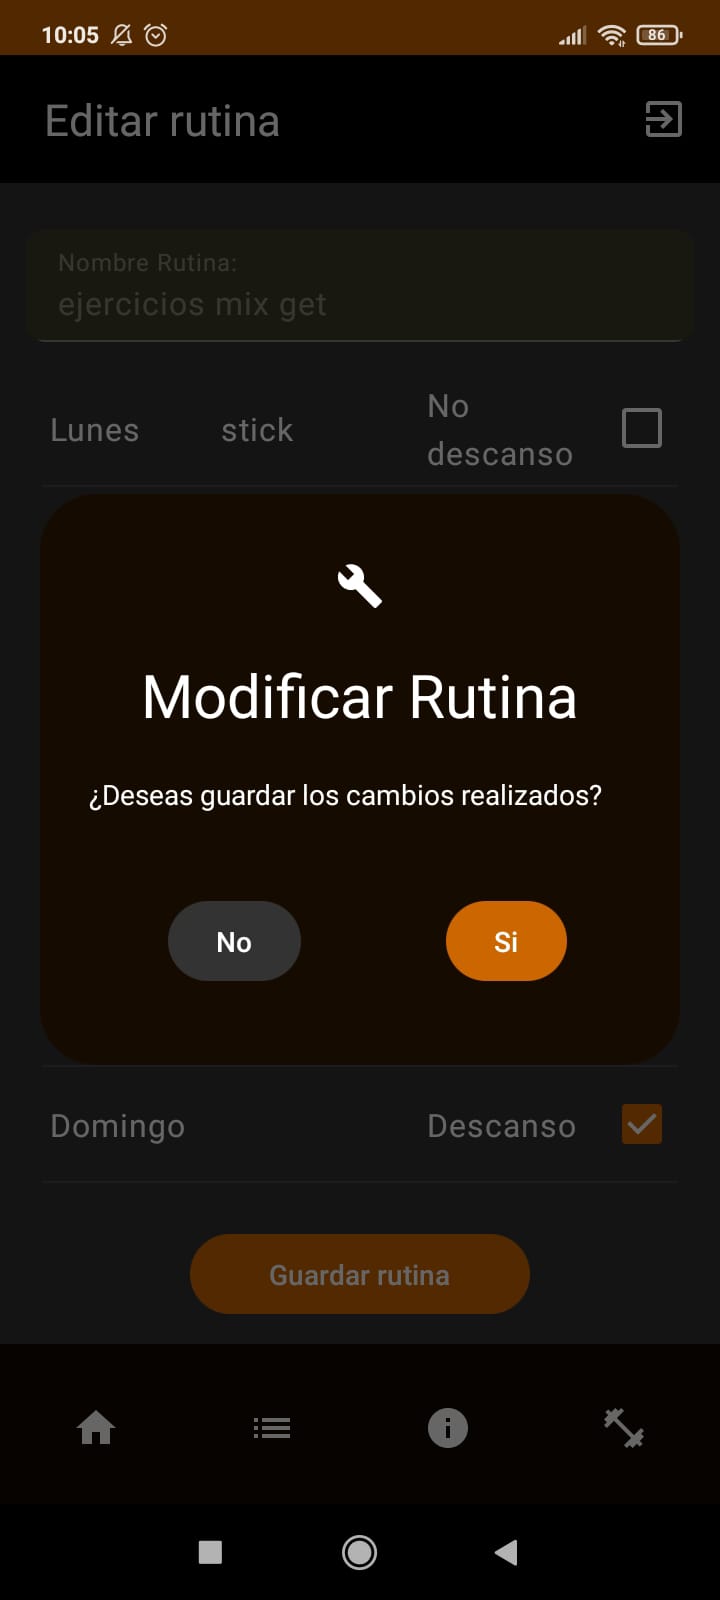 10:05
86
Editar rutina
Nombre Rutina:
ejercicios mix get
Lunes stick No descanso
Modificar Rutina
¿Deseas guardar los cambios realizados?
No Si
Domingo Descanso
Guardar rutina